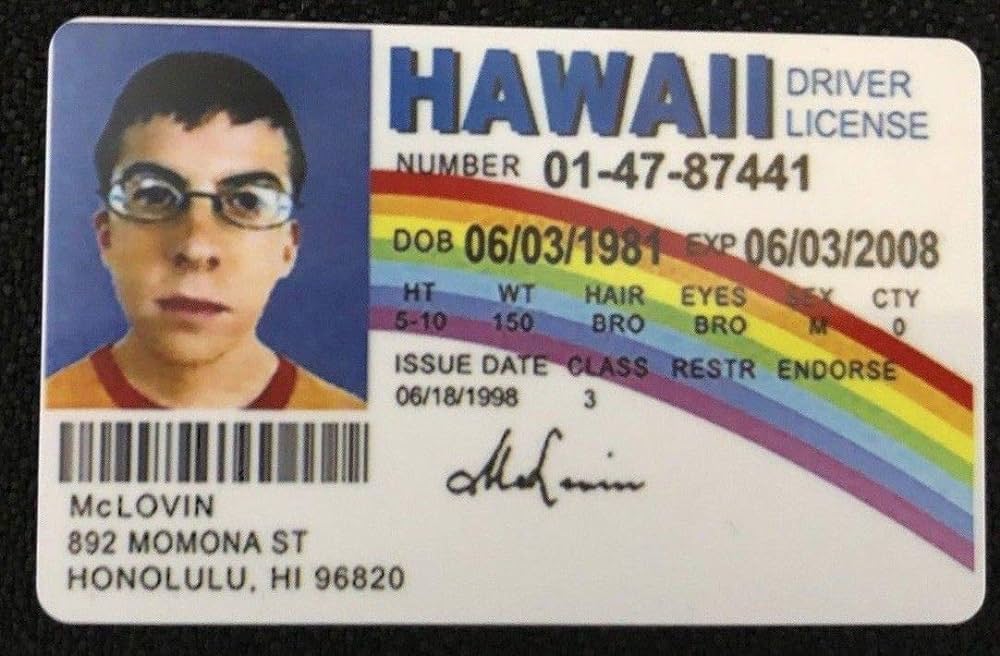 HAWAII DRIVER LICENSE
NUMBER 01-47-87441
DOB 06/03/1981 EXP 06/03/2008
HT WT HAIR EYES SEX CTY
5-10 150 BRO BRO M 0
ISSUE DATE CLASS RESTR ENDORSE
06/18/1998 3
McLovin
McLOVIN
892 MOMONA ST
HONOLULU, HI 96820